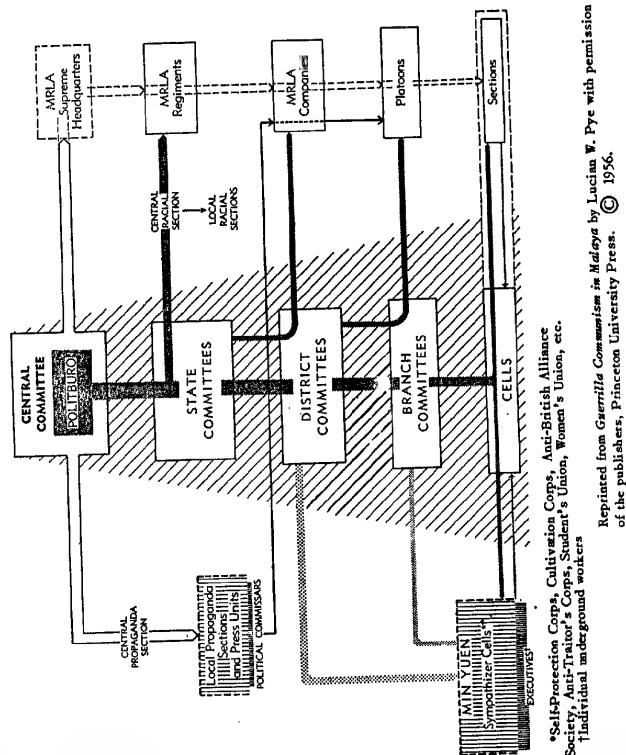 CENTRAL
COMMITTEE
POLITBURO
MRLA
Supreme
Headquarters
STATE
COMMITTEES
MRLA
Regiments
CENTRAL
RACIAL
SECTION
LOCAL
RACIAL
SECTIONS
CENTRAL
PROPAGANDA
SECTION
Local Propaganda
Sections
and Press Units
POLITICAL COMMISSARS
DISTRICT
COMMITTEES
MRLA
Companies
BRANCH
COMMITTEES
Platoons
CELLS
Sections
MIN YUEN
Sympathizer Cells*
EXECUTIVES†
*Self-Protection Corps, Cultivation Corps, Anti-British Alliance
Society, Anti-Traitor's Corps, Student's Union, Women's Union, etc.
†Individual underground workers
Reprinted from Guerrilla Communism in Malaya by Lucian W. Pye with permission
of the publishers, Princeton University Press. © 1956.